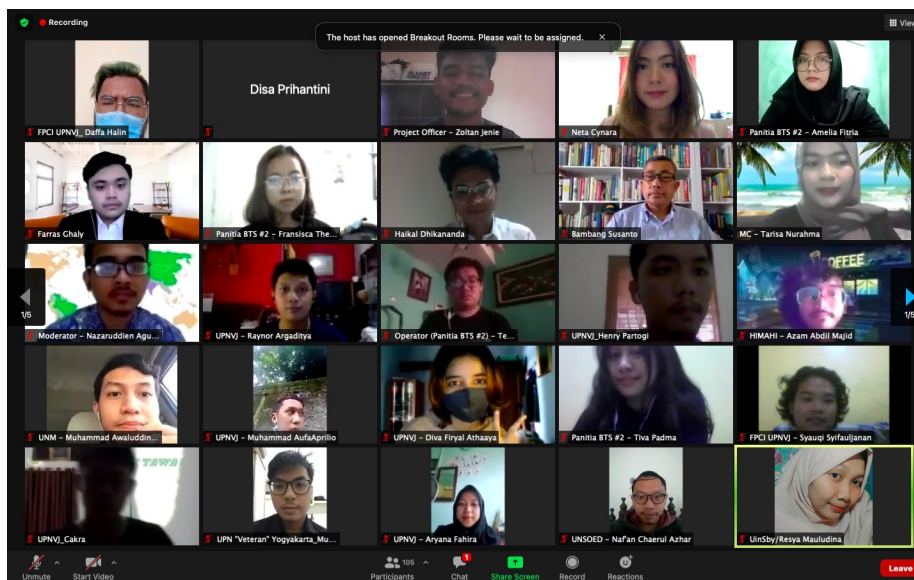 Recording
The host has opened Breakout Rooms. Please wait to be assigned.
View
FPCI UPNVJ_ Daffa Halin
Disa Prihantini
Project Officer – Zoltan Jenie
Neta Cynara
Panitia BTS #2 – Amelia Fitria
Farras Ghaly
Panitia BTS #2 – Fransisca The...
Haikal Dhikananda
Bambang Susanto
MC – Tarisa Nurahma
COFFEE
1/5
Moderator – Nazaruddien Agu...
UPNVJ – Raynor Argaditya
Operator (Panitia BTS #2) – Te...
UPNVJ_Henry Partogi
HIMAHI – Azam Abdil Majid
1/5
UNM – Muhammad Awaluddin...
UPNVJ – Muhammad AufaAprilio
UPNVJ – Diva Firyal Athaaya
Panitia BTS #2 – Tiva Padma
FPCI UPNVJ – Syauqi Syifauljanan
UPNVJ_Cakra
UPN "Veteran" Yogyakarta_Mu...
UPNVJ – Aryana Fahira
UNSOED – Naf'an Chaerul Azhar
UinSby/Resya Mauludina
Unmute
Start Video
105
Participants
1
Chat
Share Screen
Record
Reactions
Leave